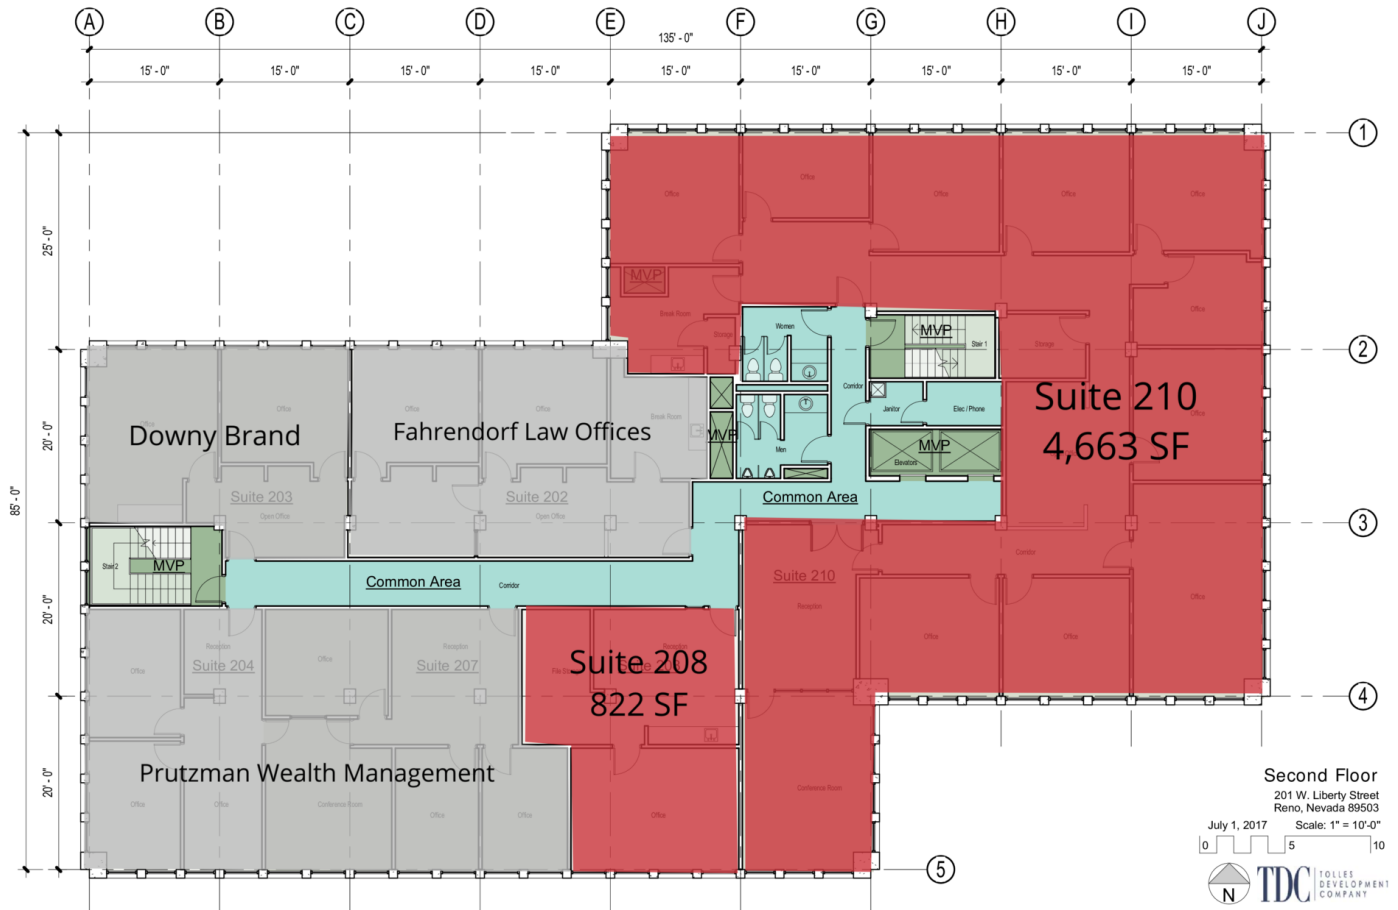 A B C D E F G H I J
135' - 0"
15' - 0" 15' - 0" 15' - 0" 15' - 0" 15' - 0" 15' - 0" 15' - 0" 15' - 0" 15' - 0"
1
Office
Office
Office
Office
Office
25' - 0"
MVP
Break Room
Storage
Office
Women
MVP
Stair 1
Storage
2
Corridor
Suite 210
4,663 SF
Janitor
Elec / Phone
Office
Office
Office
Office
Break Room
Downy Brand
Fahrendorf Law Offices
20' - 0"
MVP
Men
MVP
Elevators
Suite 203
Suite 202
Common Area
85' - 0"
Open Office
Open Office
3
Stair 2
MVP
Common Area
Corridor
Corridor
Suite 210
Reception
20' - 0"
Office
Office
Office
Reception
Suite 204
Office
Office
Reception
Suite 207
Reception
Suite 208
822 SF
4
20' - 0"
Prutzman Wealth Management
Office
Office
Conference Room
Office
Office
Office
Conference Room
5
Second Floor
201 W. Liberty Street
Reno, Nevada 89503
July 1, 2017 Scale: 1" = 10'-0"
0 5 10
N
TDC
TOLLES
DEVELOPMENT
COMPANY